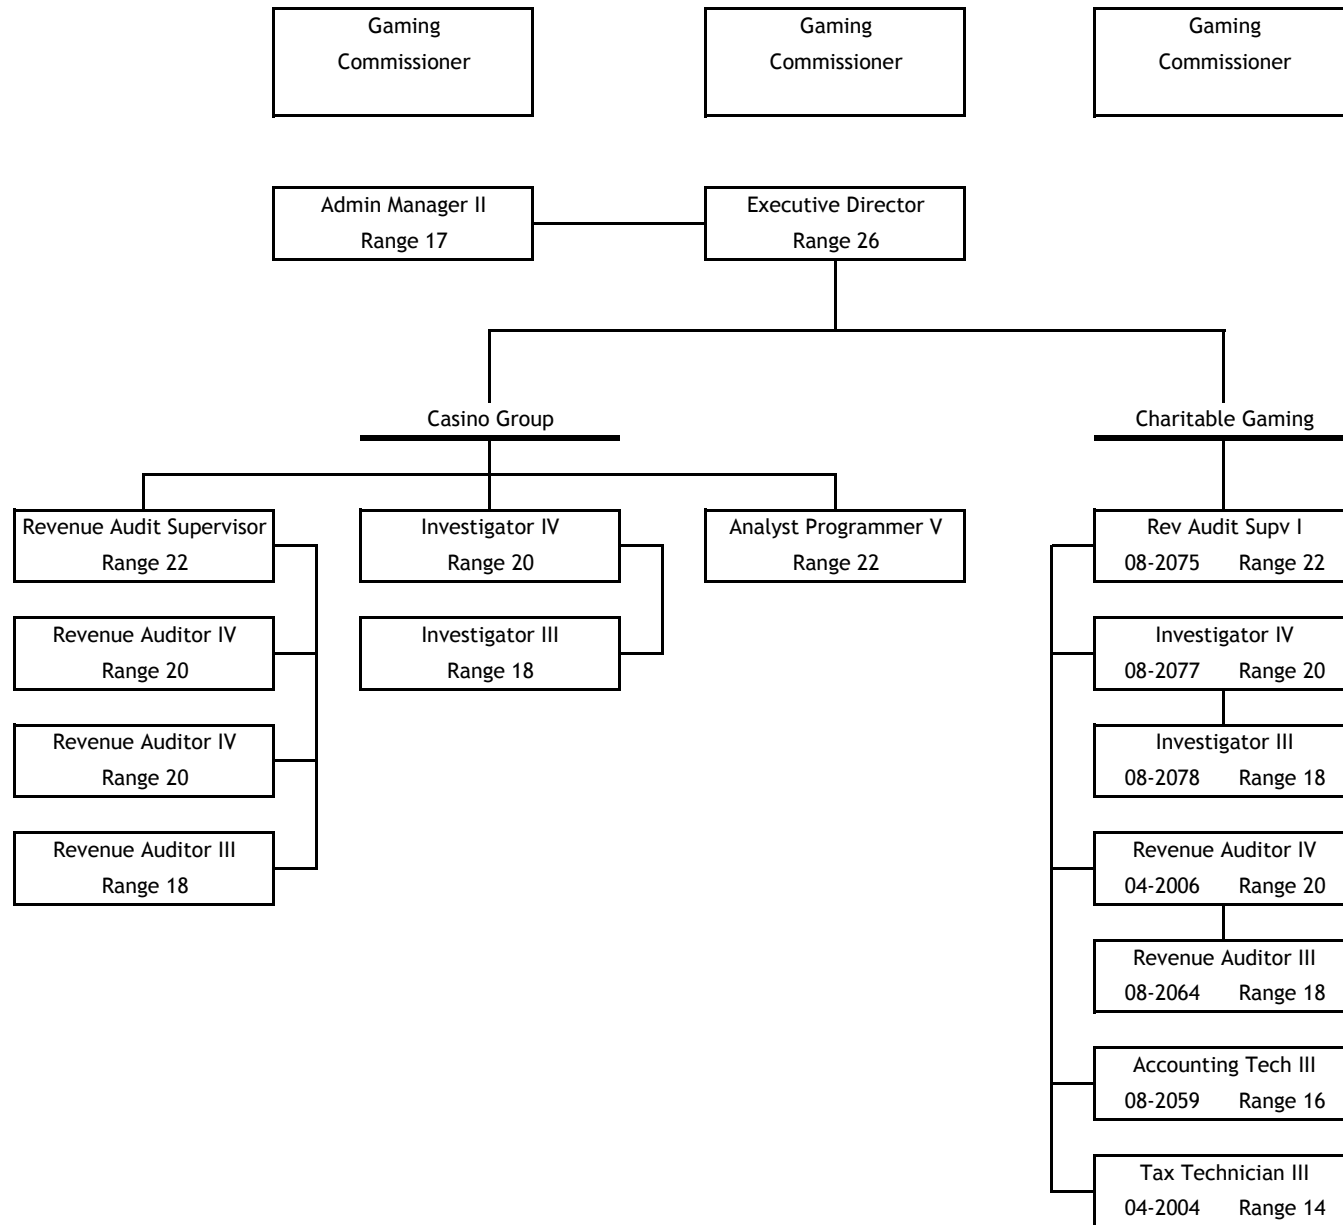 Gaming
Commissioner
Gaming
Commissioner
Gaming
Commissioner
Admin Manager II
Range 17
Executive Director
Range 26
Casino Group
Charitable Gaming
Revenue Audit Supervisor
Range 22
Investigator IV
Range 20
Analyst Programmer V
Range 22
Rev Audit Supv I
08-2075 Range 22
Revenue Auditor IV
Range 20
Investigator III
Range 18
Investigator IV
08-2077 Range 20
Revenue Auditor IV
Range 20
Investigator III
08-2078 Range 18
Revenue Auditor III
Range 18
Revenue Auditor IV
04-2006 Range 20
Revenue Auditor III
08-2064 Range 18
Accounting Tech III
08-2059 Range 16
Tax Technician III
04-2004 Range 14